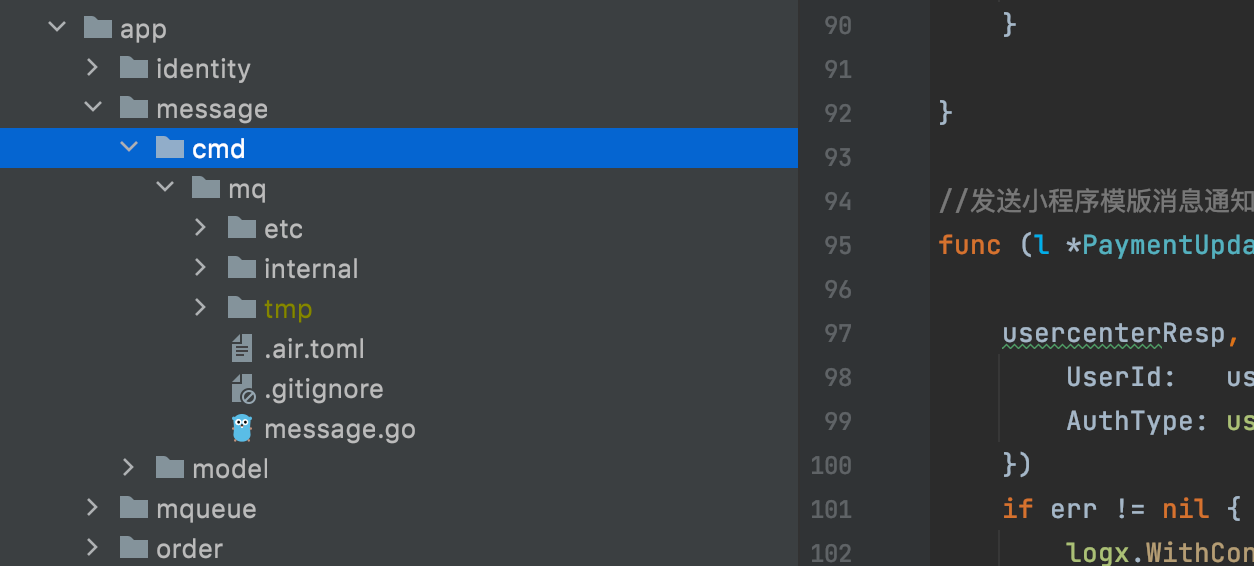 app
identity
message
cmd
mq
etc
internal
tmp
.air.toml
.gitignore
message.go
model
mqueue
order
90 }
91
92 }
93
94 //发送小程序模版消息通知
95 func (l *PaymentUpda
96
97 usercenterResp,
98 UserId: us
99 AuthType: us
100 })
101 if err != nil {
102 logx.WithCon